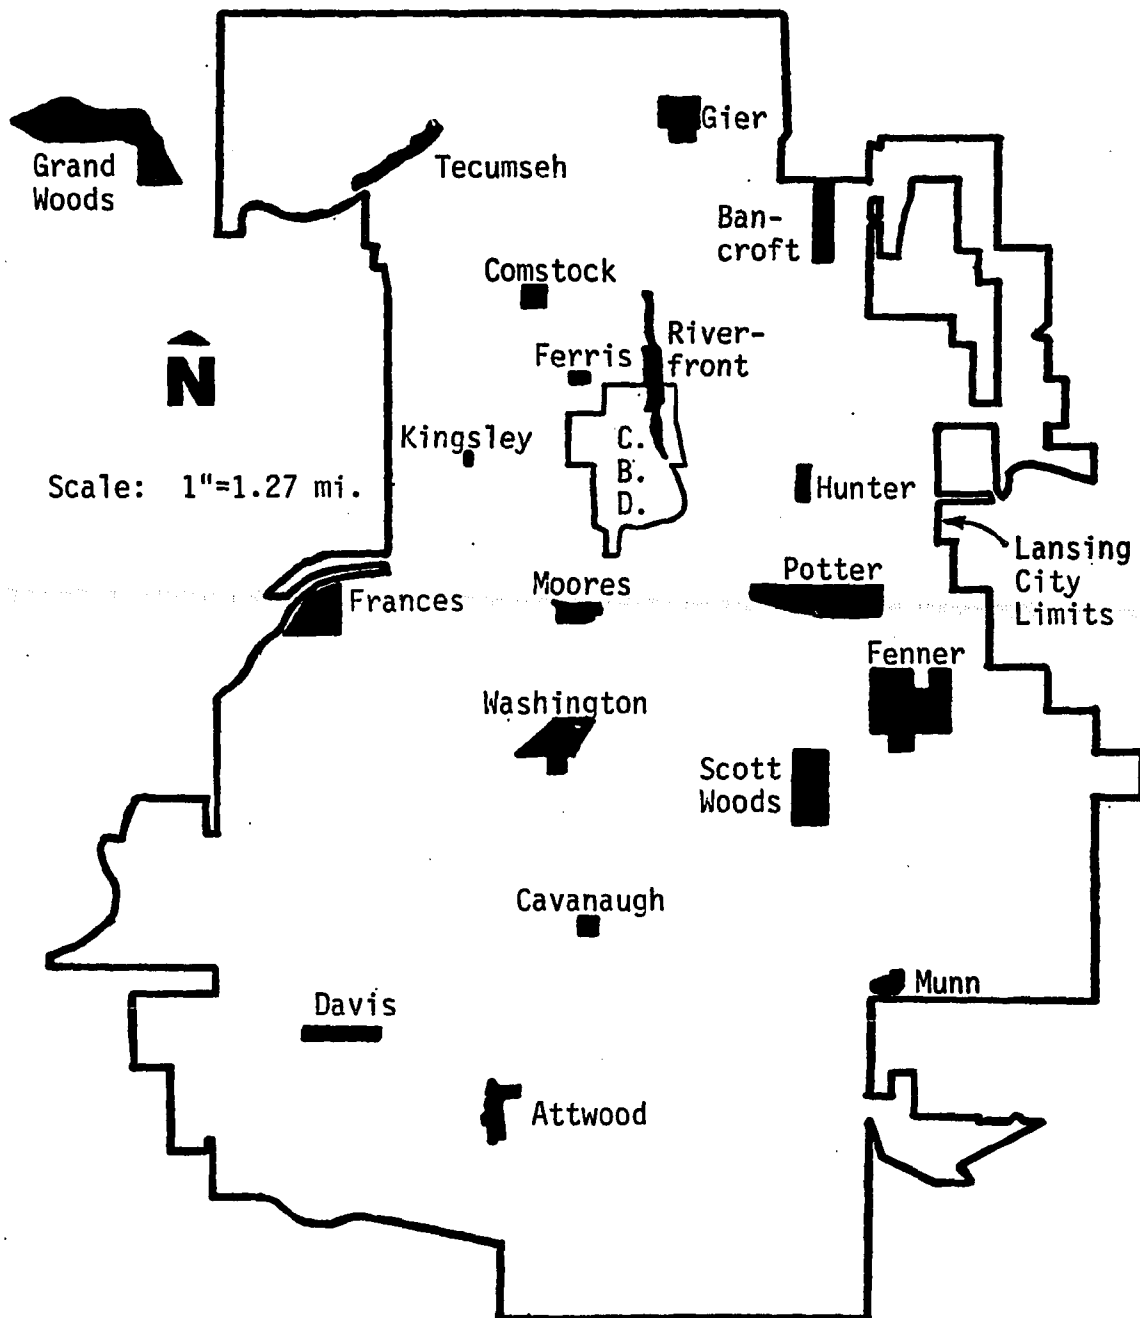 Gier
Grand
Woods
Tecumseh
Ban-
croft
Comstock
River-
front
Ferris
N
Kingsley
C.
B.
D.
Scale: 1"=1.27 mi.
Hunter
Lansing
City
Limits
Moores
Potter
Frances
Fenner
Washington
Scott
Woods
Cavanaugh
Munn
Davis
Attwood